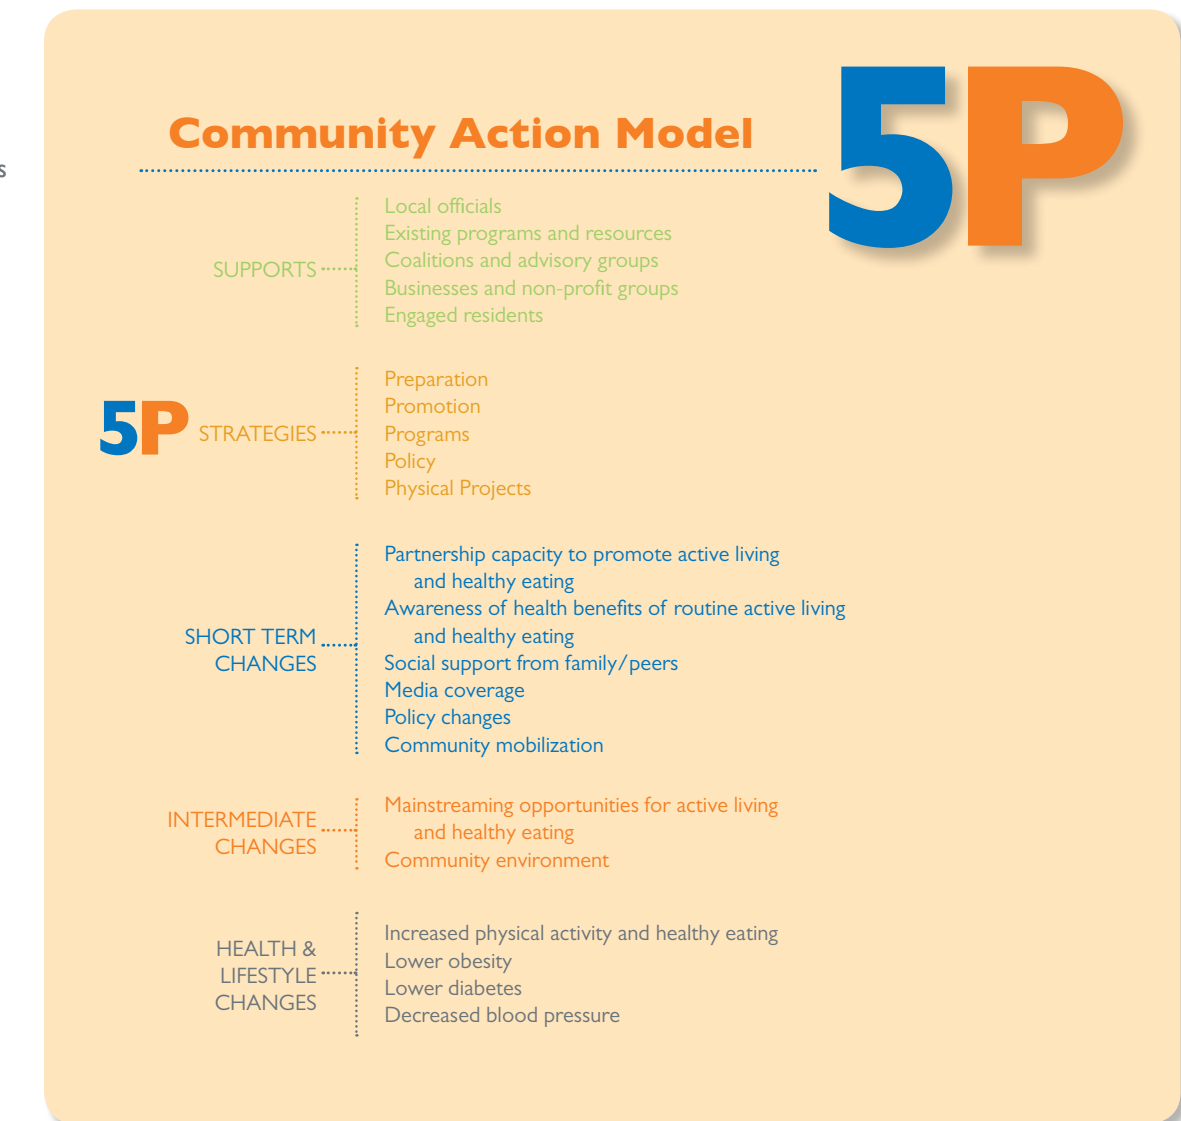 5P
Community Action Model
s
SUPPORTS
Local officials
Existing programs and resources
Coalitions and advisory groups
Businesses and non-profit groups
Engaged residents
5P STRATEGIES
Preparation
Promotion
Programs
Policy
Physical Projects
SHORT TERM
CHANGES
Partnership capacity to promote active living
and healthy eating
Awareness of health benefits of routine active living
and healthy eating
Social support from family/peers
Media coverage
Policy changes
Community mobilization
INTERMEDIATE
CHANGES
Mainstreaming opportunities for active living
and healthy eating
Community environment
HEALTH &
LIFESTYLE
CHANGES
Increased physical activity and healthy eating
Lower obesity
Lower diabetes
Decreased blood pressure